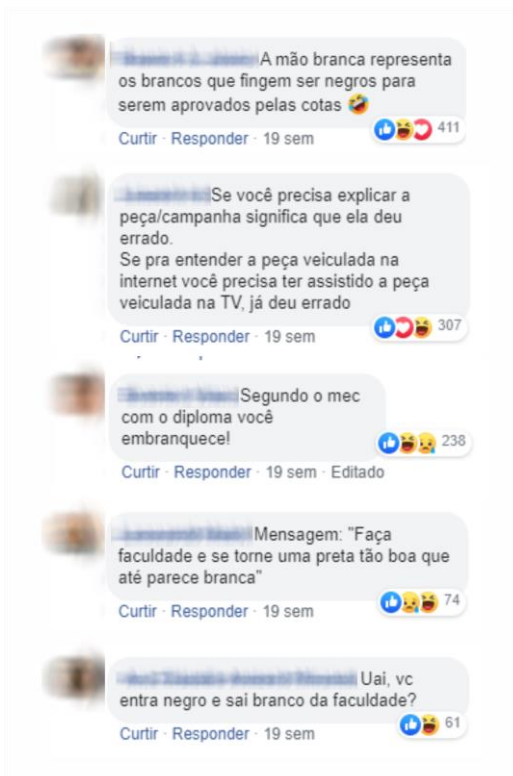 A mão branca representa
os brancos que fingem ser negros para
serem aprovados pelas cotas 🤣
411
Curtir · Responder · 19 sem
Se você precisa explicar a
peça/campanha significa que ela deu
errado.
Se pra entender a peça veiculada na
internet você precisa ter assistido a peça
veiculada na TV, já deu errado
307
Curtir · Responder · 19 sem
Segundo o mec
com o diploma você
embranquece!
238
Curtir · Responder · 19 sem · Editado
Mensagem: "Faça
faculdade e se torne uma preta tão boa que
até parece branca"
74
Curtir · Responder · 19 sem
Uai, vc
entra negro e sai branco da faculdade?
61
Curtir · Responder · 19 sem